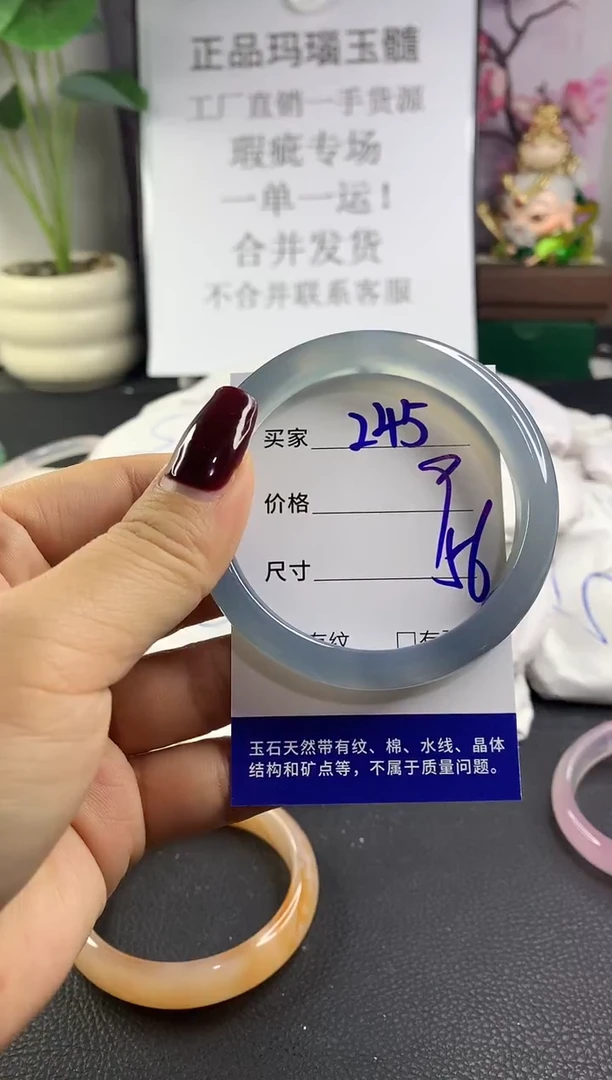 正品玛瑙玉髓
工厂直销一手货源
瑕疵专场
一单一运!
合并发货
不合并联系客服
买家 245
价格
尺寸 56
有纹 □有
玉石天然带有纹、棉、水线、晶体
结构和矿点等，不属于质量问题。